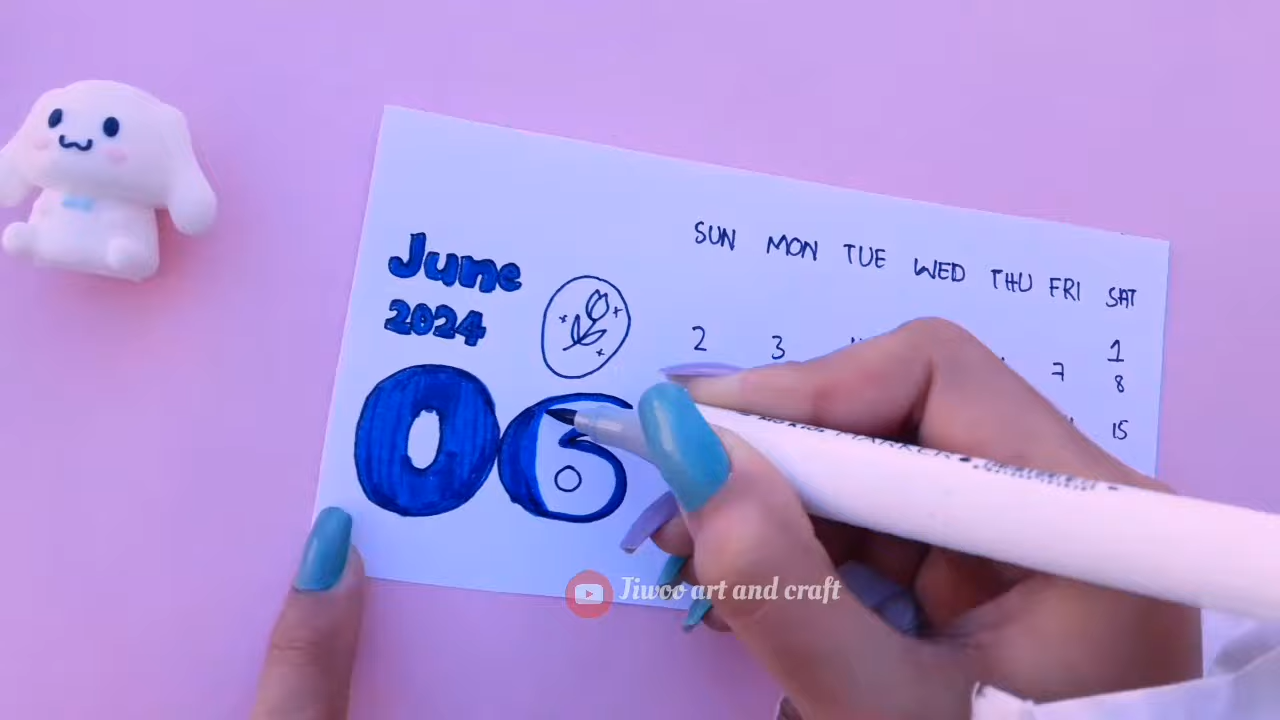 June
2024
06
SUN MON TUE WED THU FRI SAT
1
2 3 7 8
15
MARKER
Jiwoo art and craft